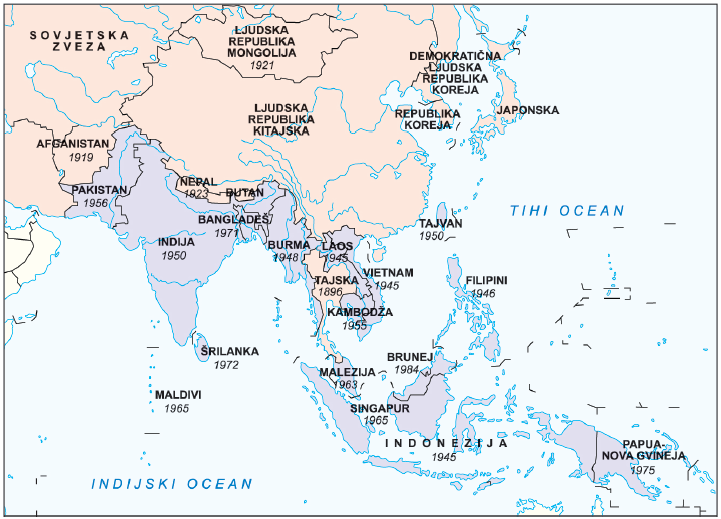 SOVJETSKA
ZVEZA
LJUDSKA
REPUBLIKA
MONGOLIJA
1921
DEMOKRATIČNA
LJUDSKA
REPUBLIKA
KOREJA
LJUDSKA
REPUBLIKA
KITAJSKA
REPUBLIKA
KOREJA
JAPONSKA
AFGANISTAN
1919
PAKISTAN
1956
NEPAL
1923
BUTAN
BANGLADEŠ
1971
TAJVAN
1950
TIHI OCEAN
INDIJA
1950
BURMA
1948
LAOS
1945
VIETNAM
1945
TAJSKA
1896
FILIPINI
1946
KAMBODŽA
1955
ŠRILANKA
1972
BRUNEJ
1984
MALEZIJA
1963
MALDIVI
1965
SINGAPUR
1965
INDONEZIJA
1945
PAPUA-
NOVA GVINEJA
1975
INDIJSKI OCEAN